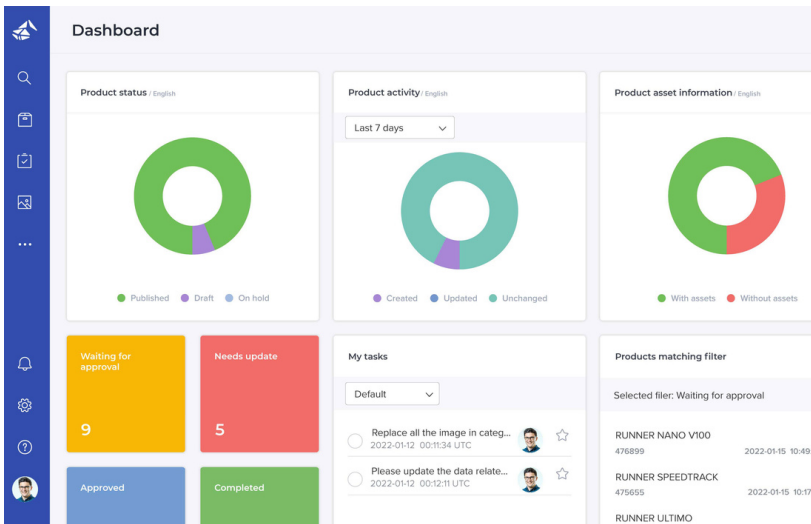 Dashboard
Product status / English
Published
Draft
On hold
Product activity / English
Last 7 days
Created
Updated
Unchanged
Product asset information / English
With assets
Without assets
Waiting for
approval
9
Needs update
5
Approved
Completed
My tasks
Default
Replace all the image in categ...
2022-01-12 00:11:34 UTC
Please update the data relate...
2022-01-12 00:12:11 UTC
Products matching filter
Selected filer: Waiting for approval
RUNNER NANO V100
476899
2022-01-15 10:49
RUNNER SPEEDTRACK
475655
2022-01-15 10:17
RUNNER ULTIMO